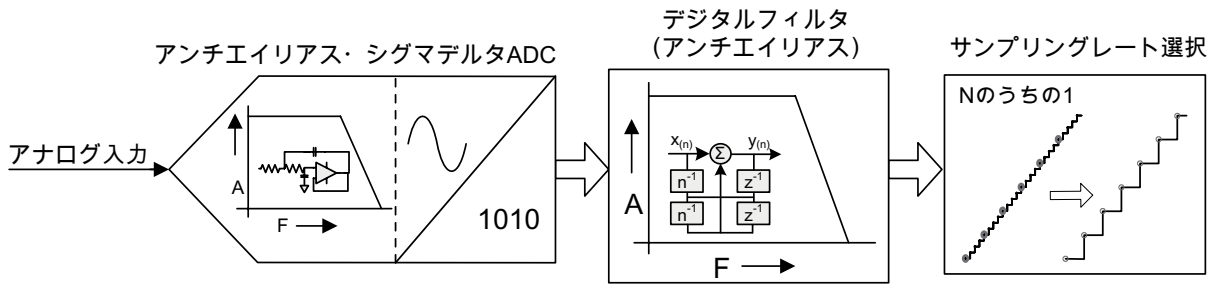 デジタルフィルタ
(アンチエイリアス)
アンチエイリアス・シグマデルタADC
サンプリングレート選択
アナログ入力
A
F
1010
x(n)
Σ
y(n)
n-1
z-1
n-1
z-1
A
F
Nのうちの1